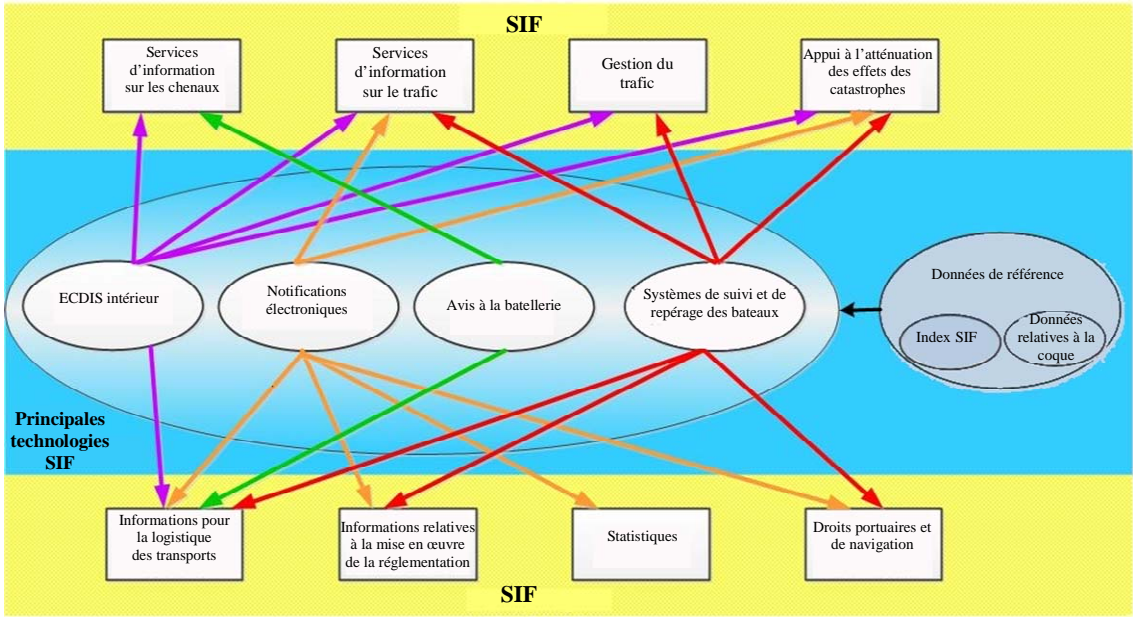 SIF
Services
d’information
sur les chenaux
Services
d’information
sur le trafic
Gestion du
trafic
Appui à l’atténuation
des effets des
catastrophes
ECDIS intérieur
Notifications
électroniques
Avis à la batellerie
Systèmes de suivi et de
repérage des bateaux
Données de référence
Index SIF
Données
relatives à la
coque
Principales
technologies
SIF
Informations pour
la logistique
des transports
Informations relatives
à la mise en œuvre
de la réglementation
Statistiques
Droits portuaires et
de navigation
SIF